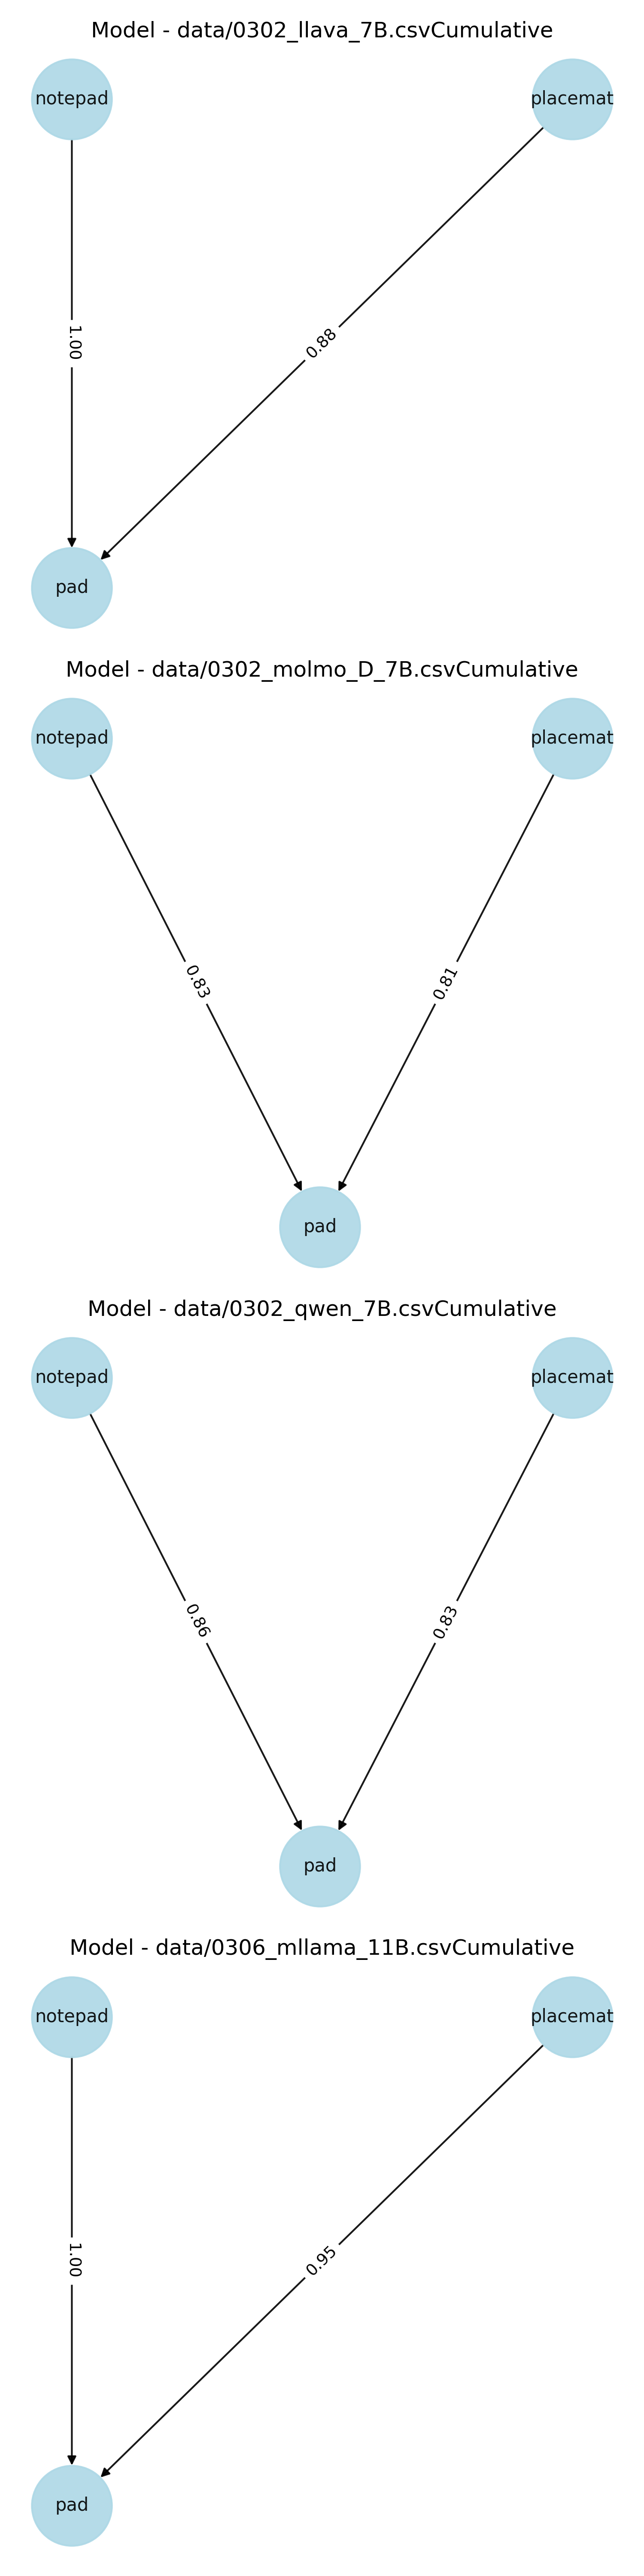 Model - data/0302_llava_7B.csvCumulative
notepad
placemat
1.00
0.88
pad
Model - data/0302_molmo_D_7B.csvCumulative
notepad
placemat
0.83
0.81
pad
Model - data/0302_qwen_7B.csvCumulative
notepad
placemat
0.86
0.83
pad
Model - data/0306_mllama_11B.csvCumulative
notepad
placemat
1.00
0.95
pad